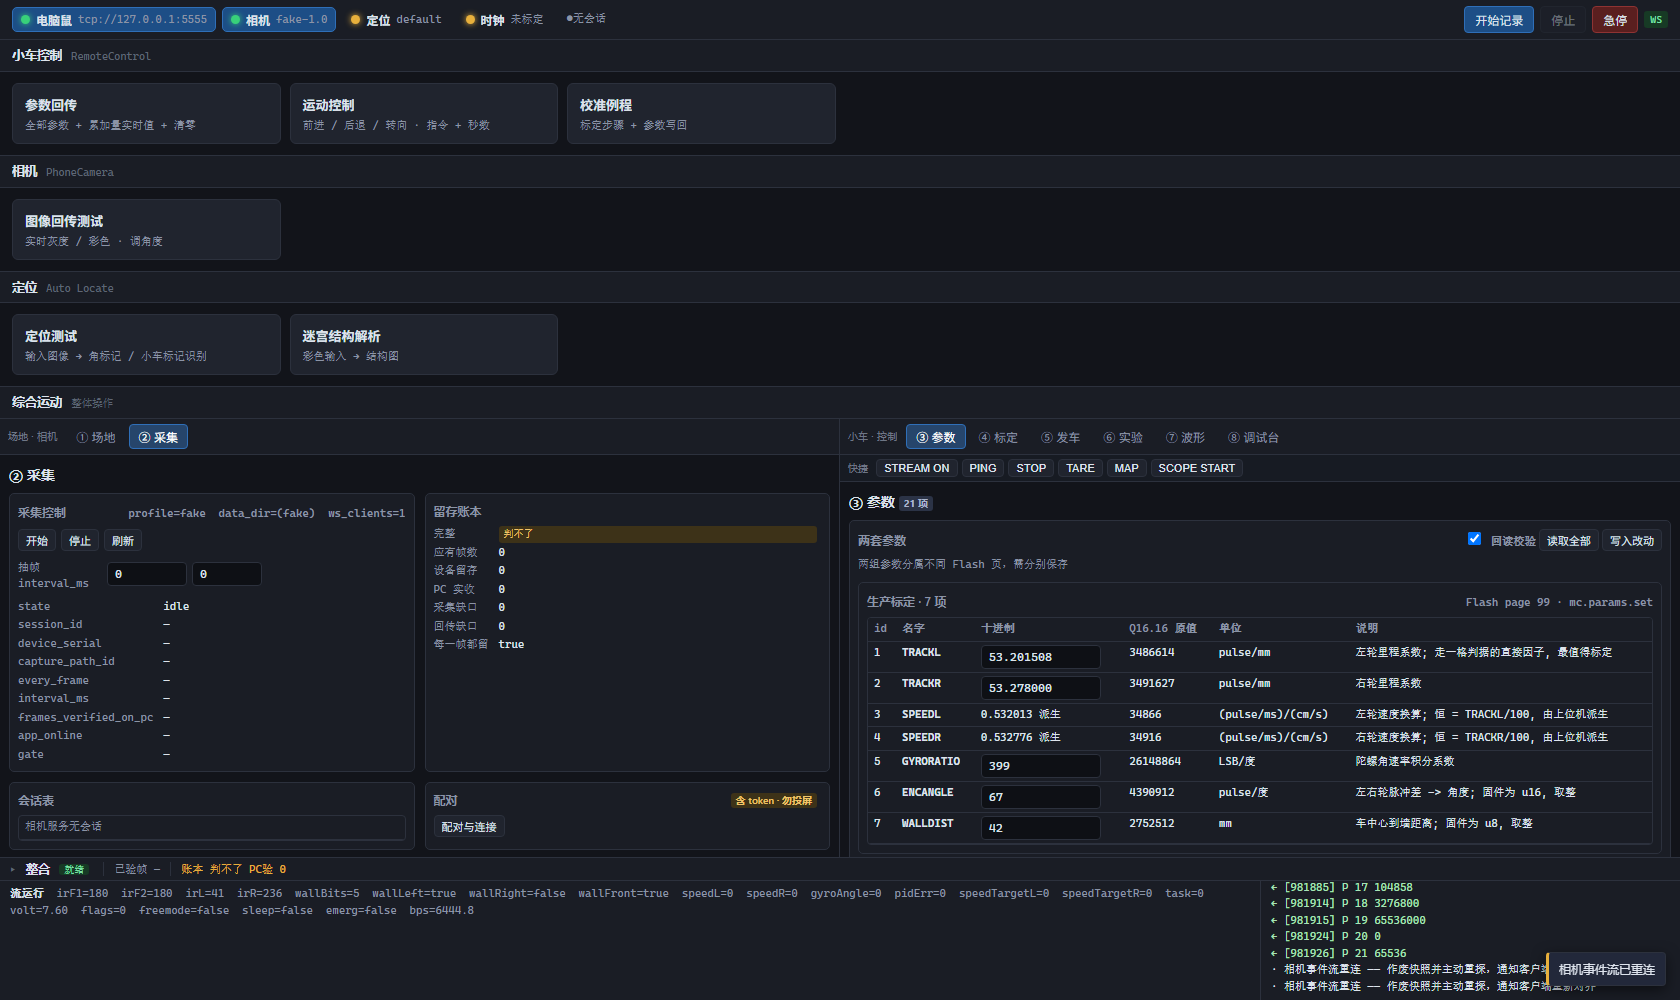 电脑鼠 tcp://127.0.0.1:5555 相机 fake-1.0 定位 default 时钟 未标定 ●无会话 开始记录 停止 急停 WS
小车控制 RemoteControl
参数回传 运动控制 校准例程
全部参数 + 累加量实时值 + 清零 前进 / 后退 / 转向 · 指令 + 秒数 标定步骤 + 参数写回
相机 PhoneCamera
图像回传测试
实时灰度 / 彩色 · 调角度
定位 Auto Locate
定位测试 迷宫结构解析
输入图像 → 角标记 / 小车标记识别 彩色输入 → 结构图
综合运动 整体操作
场地·相机 ① 场地 ② 采集
② 采集
采集控制 profile=fake data_dir=(fake) ws_clients=1
开始 停止 刷新
抽帧
interval_ms 0 0
state idle
session_id —
device_serial —
capture_path_id —
every_frame —
interval_ms —
frames_verified_on_pc —
app_online —
gate —
留存账本
完整 判不了
应有帧数 0
设备留存 0
PC 实收 0
采集缺口 0
回传缺口 0
每一帧都留 true
会话表
相机服务无会话
配对 含 token · 勿投屏
配对与连接
小车·控制 ③ 参数 ④ 标定 ⑤ 发车 ⑥ 实验 ⑦ 波形 ⑧ 调试台
快捷 STREAM ON PING STOP TARE MAP SCOPE START
③ 参数 21 项
两套参数 回读校验 读取全部 写入改动
两组参数分属不同 Flash 页，需分别保存
生产标定 · 7 项 Flash page 99 · mc.params.set
id 名字 十进制 Q16.16 原值 单位 说明
1 TRACKL 53.201508 3486614 pulse/mm 左轮里程系数; 走一格判据的直接因子, 最值得标定
2 TRACKR 53.278000 3491627 pulse/mm 右轮里程系数
3 SPEEDL 0.532013 派生 34866 (pulse/ms)/(cm/s) 左轮速度换算; 恒 = TRACKL/100, 由上位机派生
4 SPEEDR 0.532776 派生 34916 (pulse/ms)/(cm/s) 右轮速度换算; 恒 = TRACKR/100, 由上位机派生
5 GYRORATIO 399 26148864 LSB/度 陀螺角速率积分系数
6 ENCANGLE 67 4390912 pulse/度 左右轮脉冲差 -> 角度; 固件为 u16, 取整
7 WALLDIST 42 2752512 mm 车中心到墙距离; 固件为 u8, 取整
▸ 整合 就绪 已验帧 — 账本 判不了 PC验 0
流运行 irF1=180 irF2=180 irL=41 irR=236 wallBits=5 wallLeft=true wallRight=false wallFront=true speedL=0 speedR=0 gyroAngle=0 pidErr=0 speedTargetL=0 speedTargetR=0 task=0
volt=7.60 flags=0 freemode=false sleep=false emerg=false bps=6444.8
← [981885] P 17 104858
← [981914] P 18 3276800
← [981915] P 19 65536000
← [981924] P 20 0
← [981926] P 21 65536
· 相机事件流重连 —— 作废快照并主动重探, 通知客户端
· 相机事件流重连 —— 作废快照并主动重探, 通知客户端重新对齐
相机事件流已重连